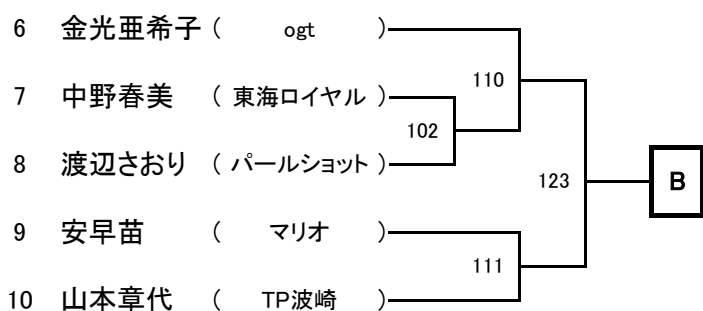 6 金光亜希子 ( ogt )
110
7 中野春美 ( 東海ロイヤル )
102
8 渡辺さおり ( パールショット )
123
B
9 安早苗 ( マリオ )
111
10 山本章代 ( TP波崎 )